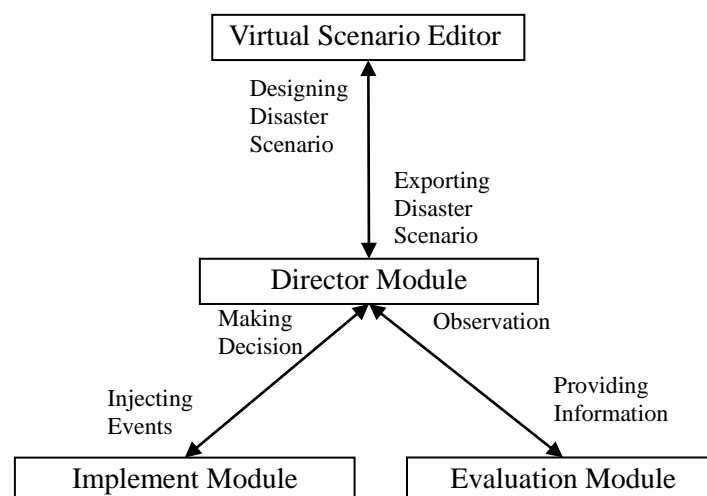 Virtual Scenario Editor
Designing
Disaster
Scenario
Exporting
Disaster
Scenario
Director Module
Making
Decision
Observation
Injecting
Events
Providing
Information
Implement Module
Evaluation Module